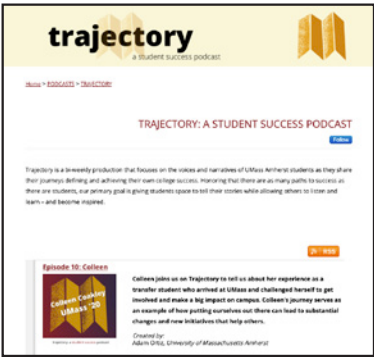 trajectory
a student success podcast
Home > PODCASTS > TRAJECTORY
TRAJECTORY: A STUDENT SUCCESS PODCAST
Follow
Trajectory is a bi-weekly production that focuses on the voices and narratives of UMass Amherst students as they share
their journeys defining and achieving their own college success. Honoring that there are as many paths to success as
there are students, our primary goal is giving students space to tell their stories while allowing others to listen and
learn – and become inspired.
RSS
Episode 10: Colleen
Colleen Coakley
UMass '20
trajectory, a student success podcast
Colleen joins us on Trajectory to tell us about her experience as a
transfer student who arrived at UMass and challenged herself to get
involved and make a big impact on campus. Colleen's journey serves as
an example of how putting ourselves out there can lead to substantial
changes and new initiatives that help others.
Created by:
Adam Ortiz, University of Massachusetts Amherst